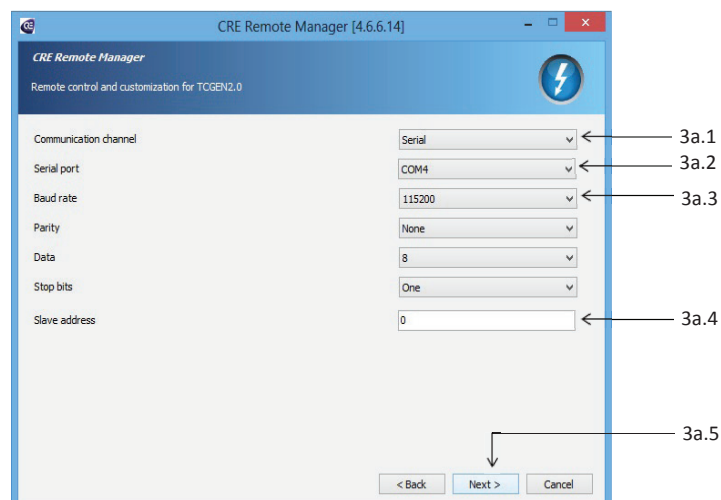 CRE Remote Manager [4.6.6.14]
CRE Remote Manager
Remote control and customization for TCGEN2.0
Communication channel Serial 3a.1
Serial port COM4 3a.2
Baud rate 115200 3a.3
Parity None
Data 8
Stop bits One
Slave address 0 3a.4
3a.5
< Back Next > Cancel